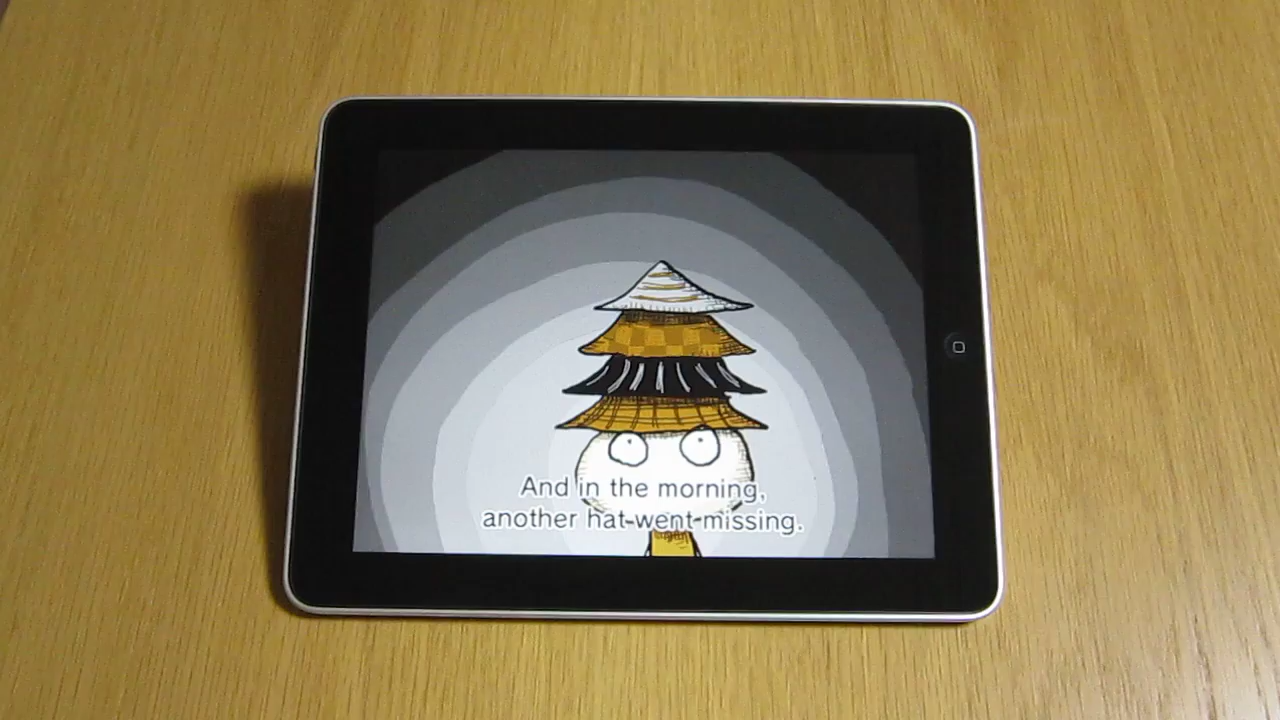 And in the morning,
another hat went missing.